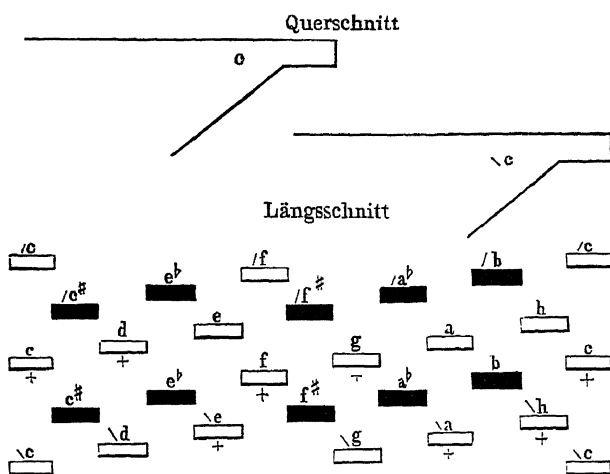 Querschnitt
c
\c
Längsschnitt
/c /f /b /c
e♭ /a♭
/c♯ /f♯
e h
d a
+
c f g b c
+ + + +
e♭ a♭
c♯ \e f♯ \h
\d + \a +
\c \g + \c